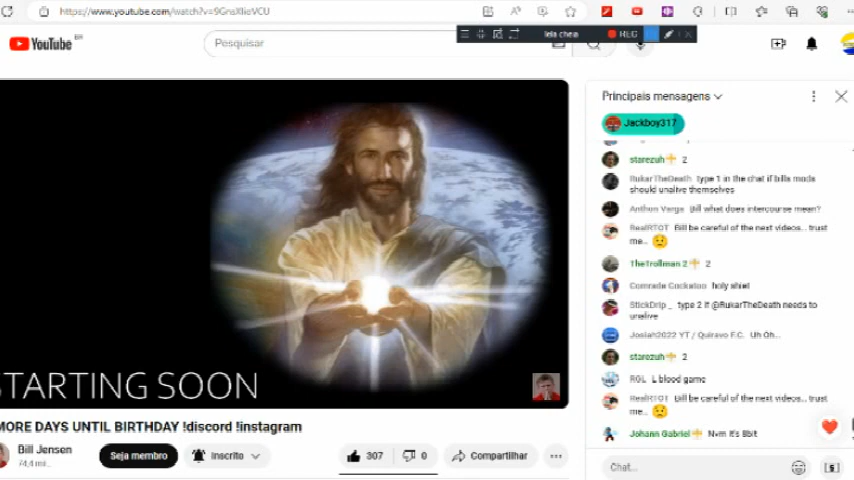 https://www.youtube.com/watch?v=9GnsXlioVCU
YouTube BR
Pesquisar
tela cheia
REC
Principais mensagens
Jackboy317
starezuh 2
RukarTheDeath type 1 in the chat if bills mods
should unalive themselves
Anthon Varga Bill what does intercourse mean?
RealRTOT Bill be careful of the next videos.. trust
me..
TheTrollman 2 2
Comrade Cockatoo holy shiet
StickDrip _ type 2 if @RukarTheDeath needs to
unalive
Josiah2022 YT / Quiravo F.C. Uh Oh...
starezuh 2
RGL L blood game
RealRTOT Bill be careful of the next videos.. trust
me..
Johann Gabriel Nvm it's 8bit
Chat...
STARTING SOON
MORE DAYS UNTIL BIRTHDAY !discord !instagram
Bill Jensen
74,4 mi...
Seja membro
Inscrito
307
0
Compartilhar